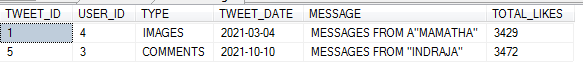 TWEET_ID USER_ID TYPE TWEET_DATE MESSAGE TOTAL_LIKES
1 4 IMAGES 2021-03-04 MESSAGES FROM A"MAMATHA" 3429
5 3 COMMENTS 2021-10-10 MESSAGES FROM "INDRAJA" 3472